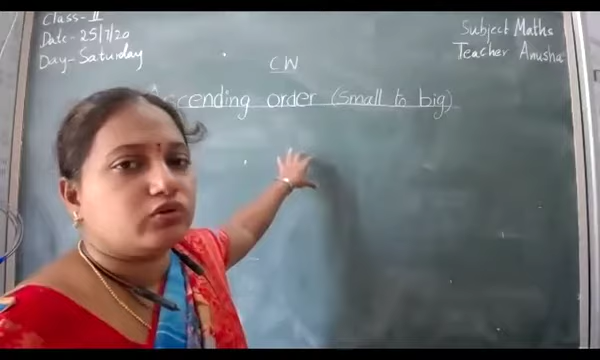 Class - II
Date - 25/7/20
Day - Saturday
Subject Maths
Teacher Anusha
CW
Ascending order (Small to big)